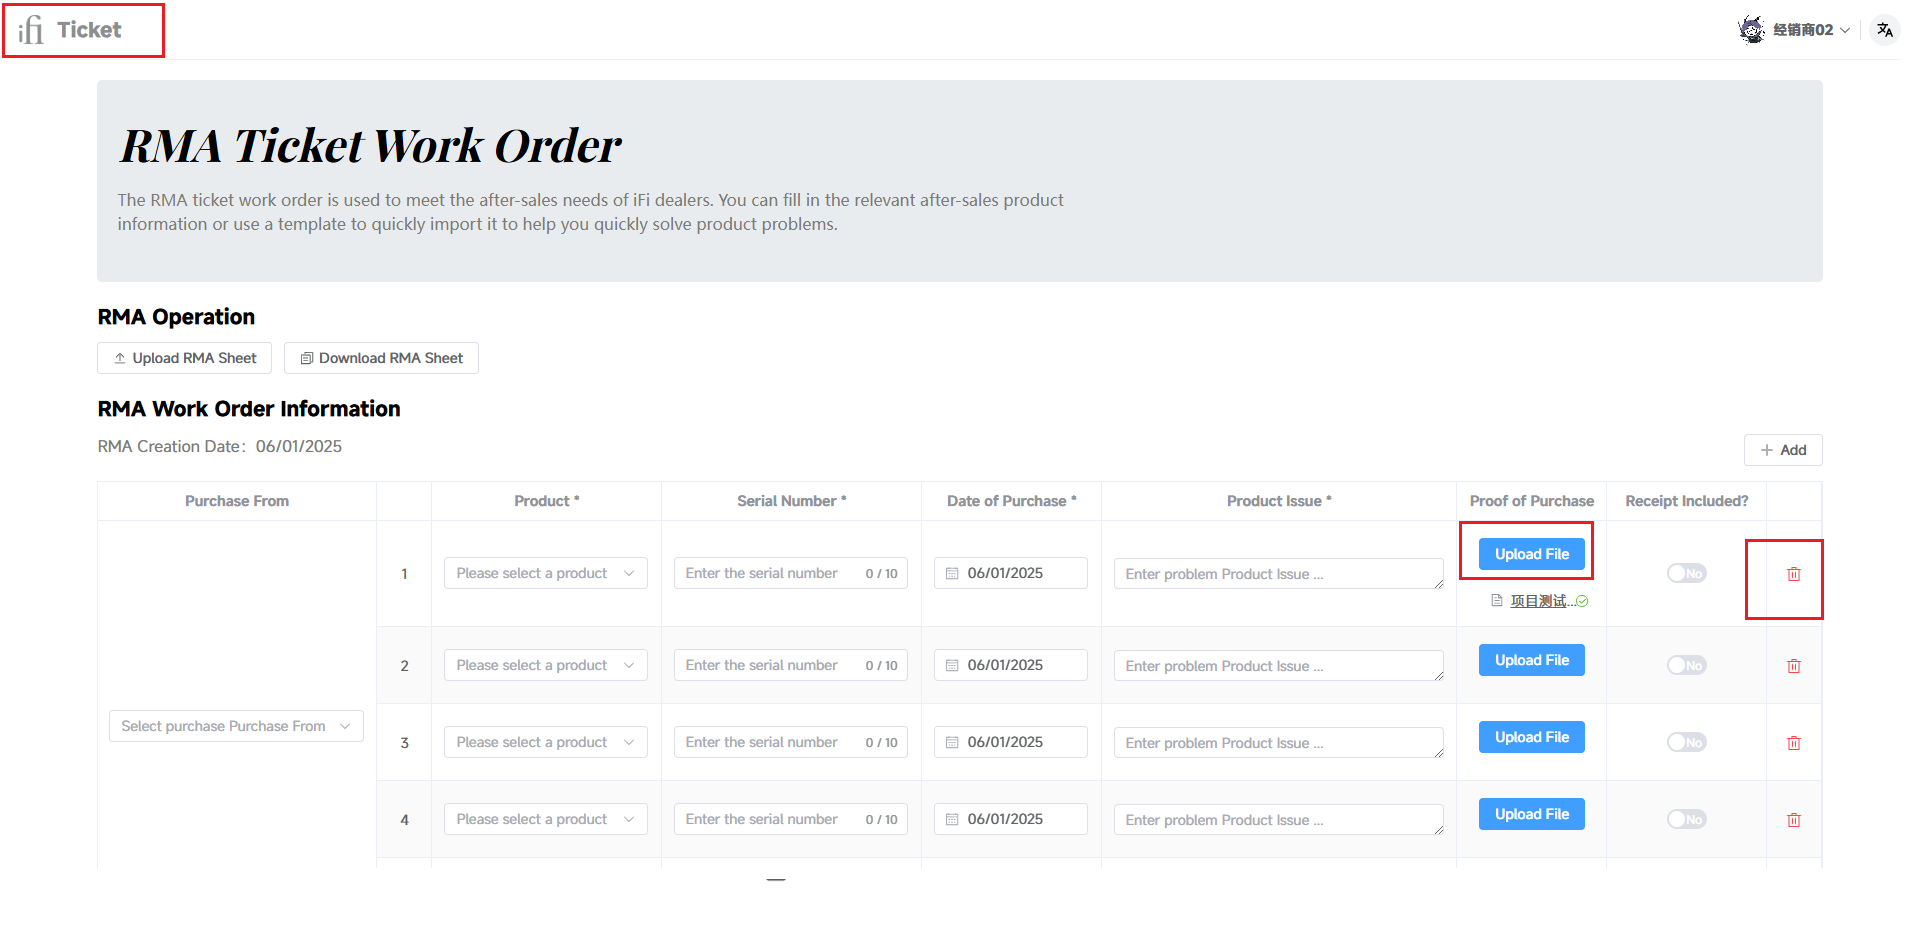 ifi Ticket
经销商02
RMA Ticket Work Order
The RMA ticket work order is used to meet the after-sales needs of iFi dealers. You can fill in the relevant after-sales product
information or use a template to quickly import it to help you quickly solve product problems.
RMA Operation
Upload RMA Sheet
Download RMA Sheet
RMA Work Order Information
RMA Creation Date: 06/01/2025
Add
Purchase From Product * Serial Number * Date of Purchase * Product Issue * Proof of Purchase Receipt Included?
1 Please select a product Enter the serial number 0 / 10 06/01/2025 Enter problem Product Issue ... Upload File No
项目测试...
2 Please select a product Enter the serial number 0 / 10 06/01/2025 Enter problem Product Issue ... Upload File No
Select purchase Purchase From
3 Please select a product Enter the serial number 0 / 10 06/01/2025 Enter problem Product Issue ... Upload File No
4 Please select a product Enter the serial number 0 / 10 06/01/2025 Enter problem Product Issue ... Upload File No